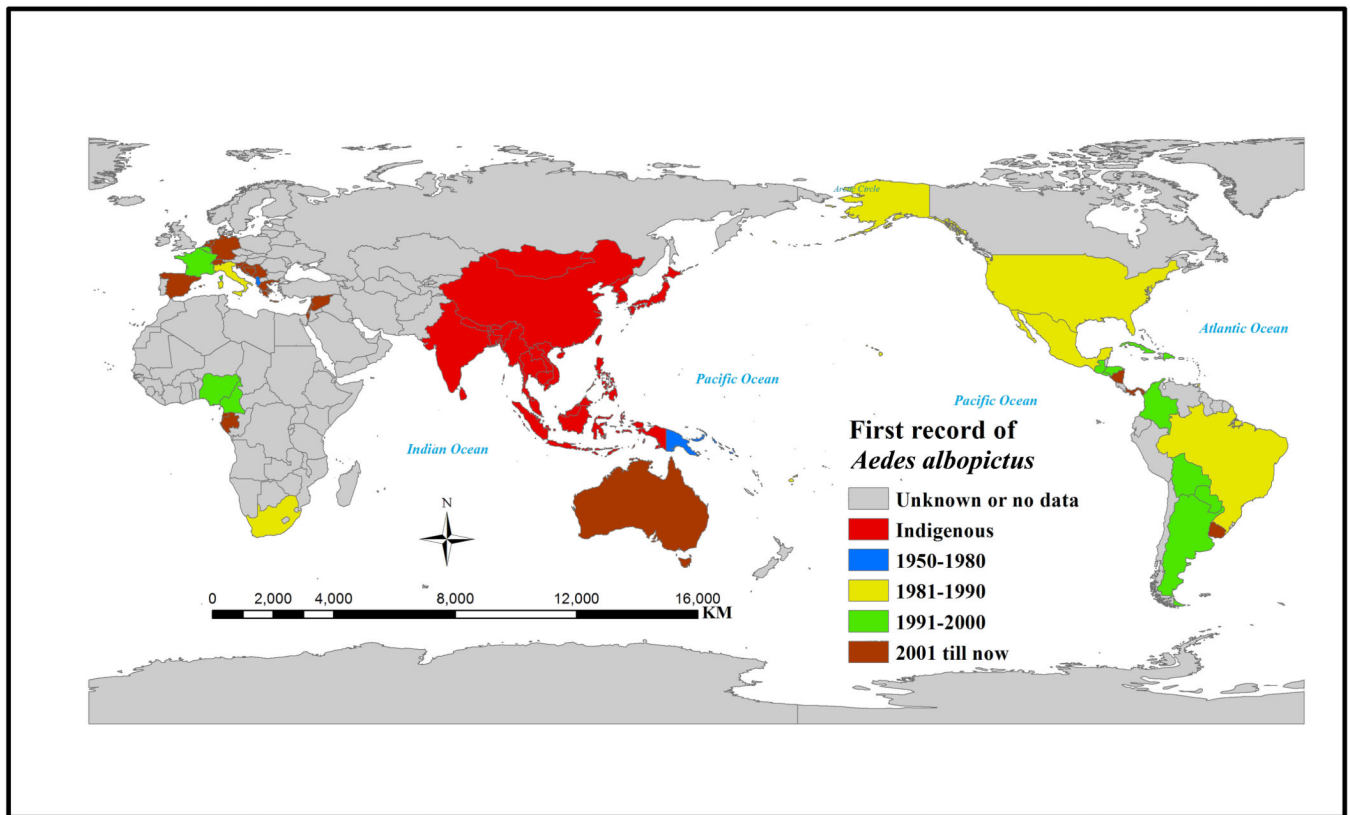 Arctic Circle
Atlantic Ocean
Pacific Ocean
Pacific Ocean
Indian Ocean
N
0 2,000 4,000 8,000 12,000 16,000
KM
First record of
Aedes albopictus
Unknown or no data
Indigenous
1950-1980
1981-1990
1991-2000
2001 till now